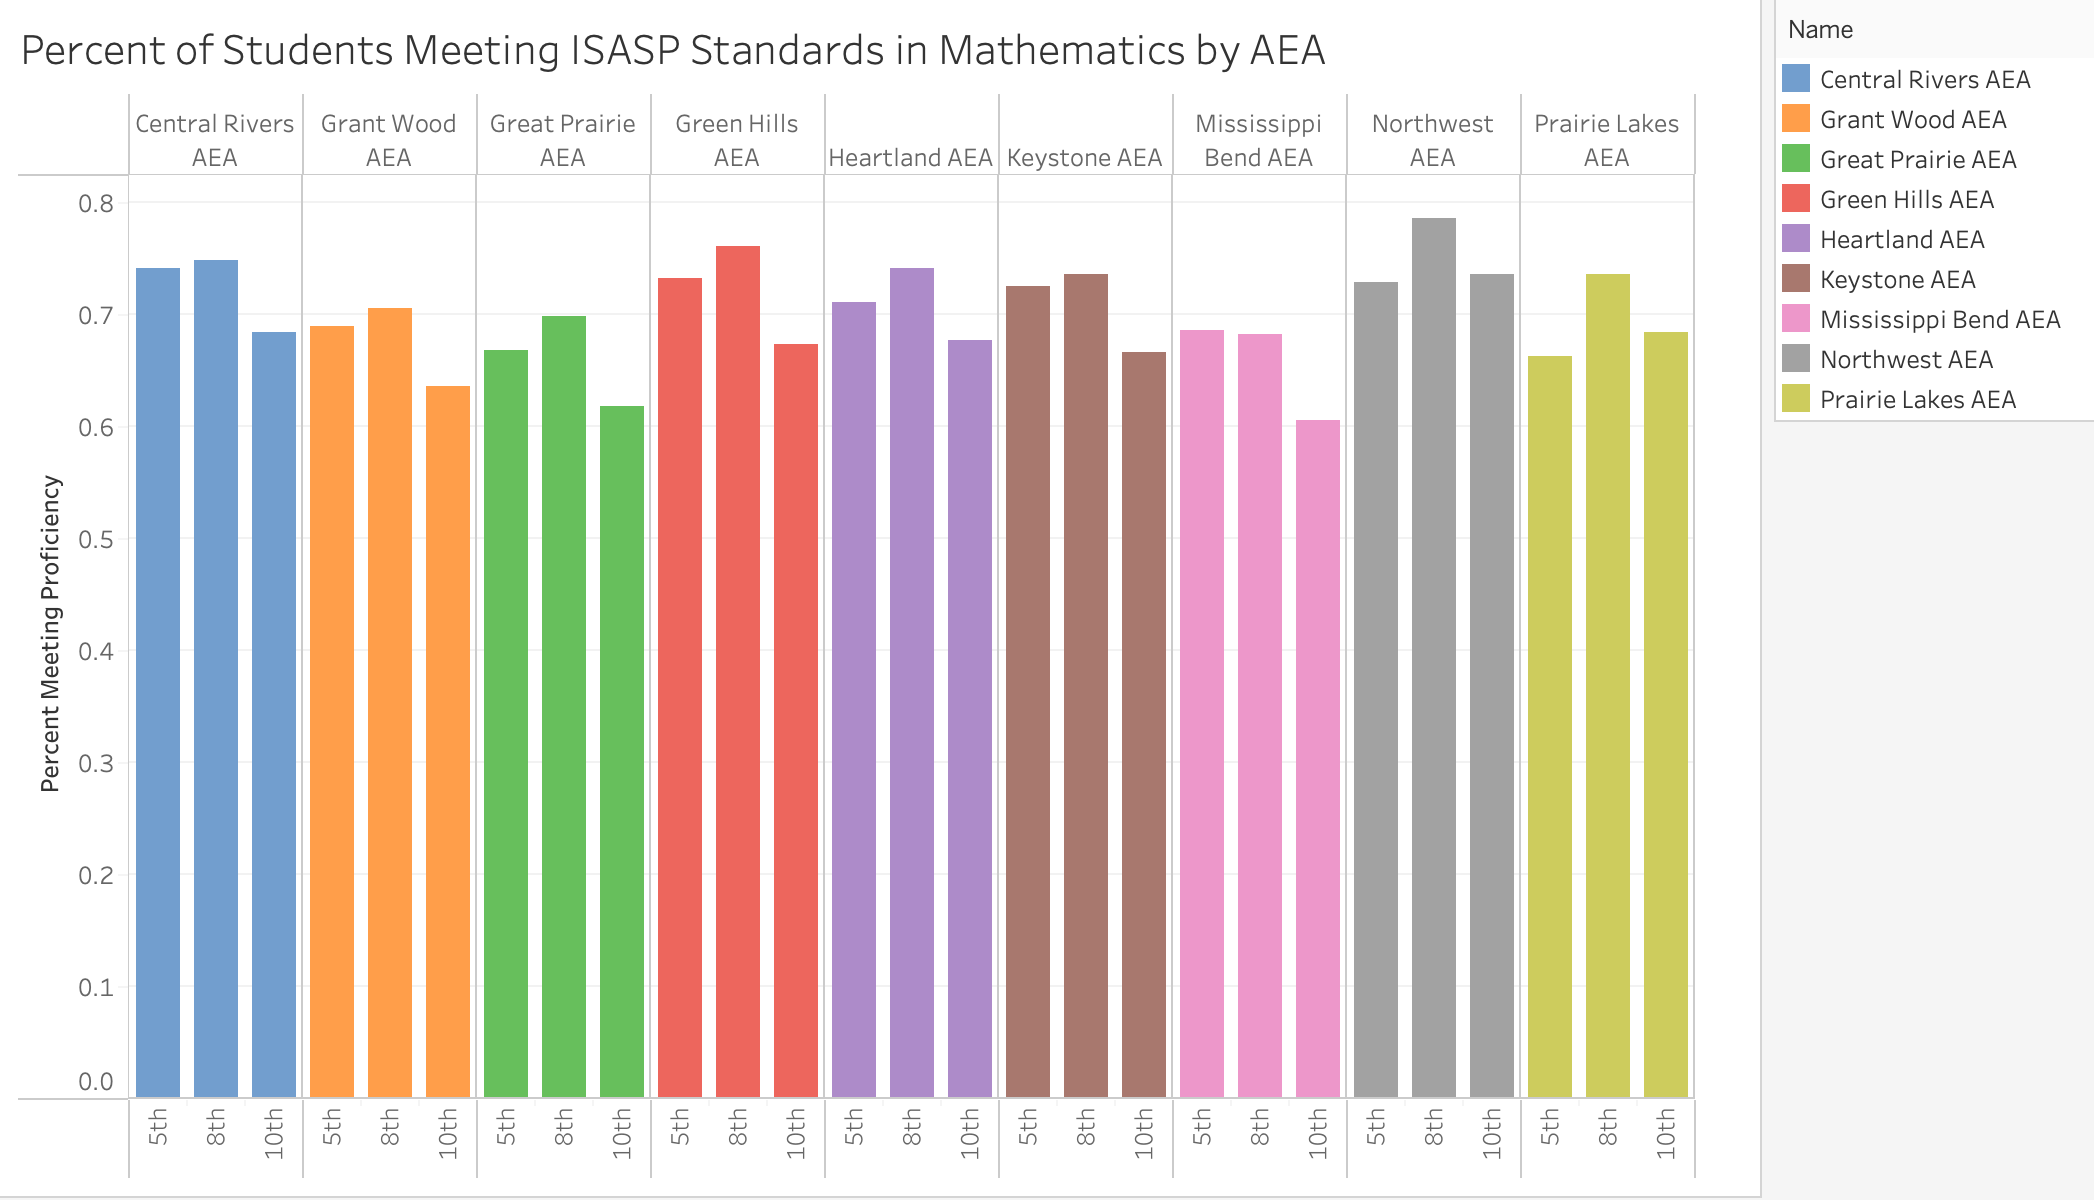 Percent of Students Meeting ISASP Standards in Mathematics by AEA
Central Rivers
AEA
Grant Wood
AEA
Great Prairie
AEA
Green Hills
AEA
Heartland AEA
Keystone AEA
Mississippi
Bend AEA
Northwest
AEA
Prairie Lakes
AEA
Percent Meeting Proficiency
0.8
0.7
0.6
0.5
0.4
0.3
0.2
0.1
0.0
5th
8th
10th
5th
8th
10th
5th
8th
10th
5th
8th
10th
5th
8th
10th
5th
8th
10th
5th
8th
10th
5th
8th
10th
5th
8th
10th
Name
Central Rivers AEA
Grant Wood AEA
Great Prairie AEA
Green Hills AEA
Heartland AEA
Keystone AEA
Mississippi Bend AEA
Northwest AEA
Prairie Lakes AEA